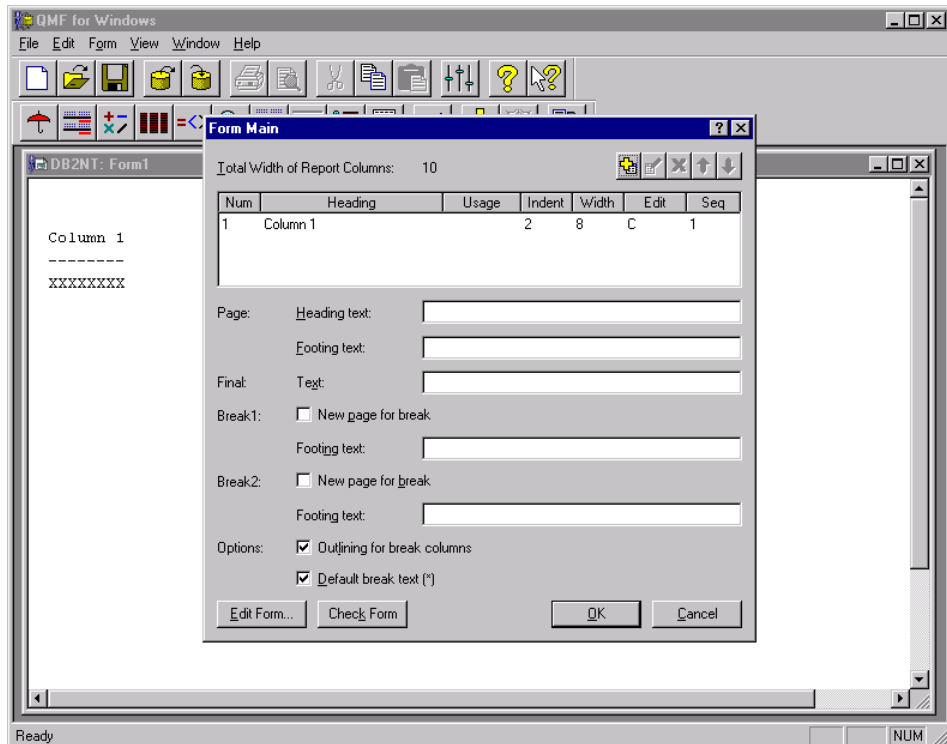 QMF for Windows
File Edit Form View Window Help
DB2NT: Form1
Column 1
--------
XXXXXXXX
Form Main
Total Width of Report Columns: 10
Num Heading Usage Indent Width Edit Seq
1 Column 1 2 8 C 1
Page: Heading text:
Footing text:
Final: Text:
Break1: New page for break
Footing text:
Break2: New page for break
Footing text:
Options: Outlining for break columns
Default break text (*)
Edit Form... Check Form OK Cancel
Ready NUM